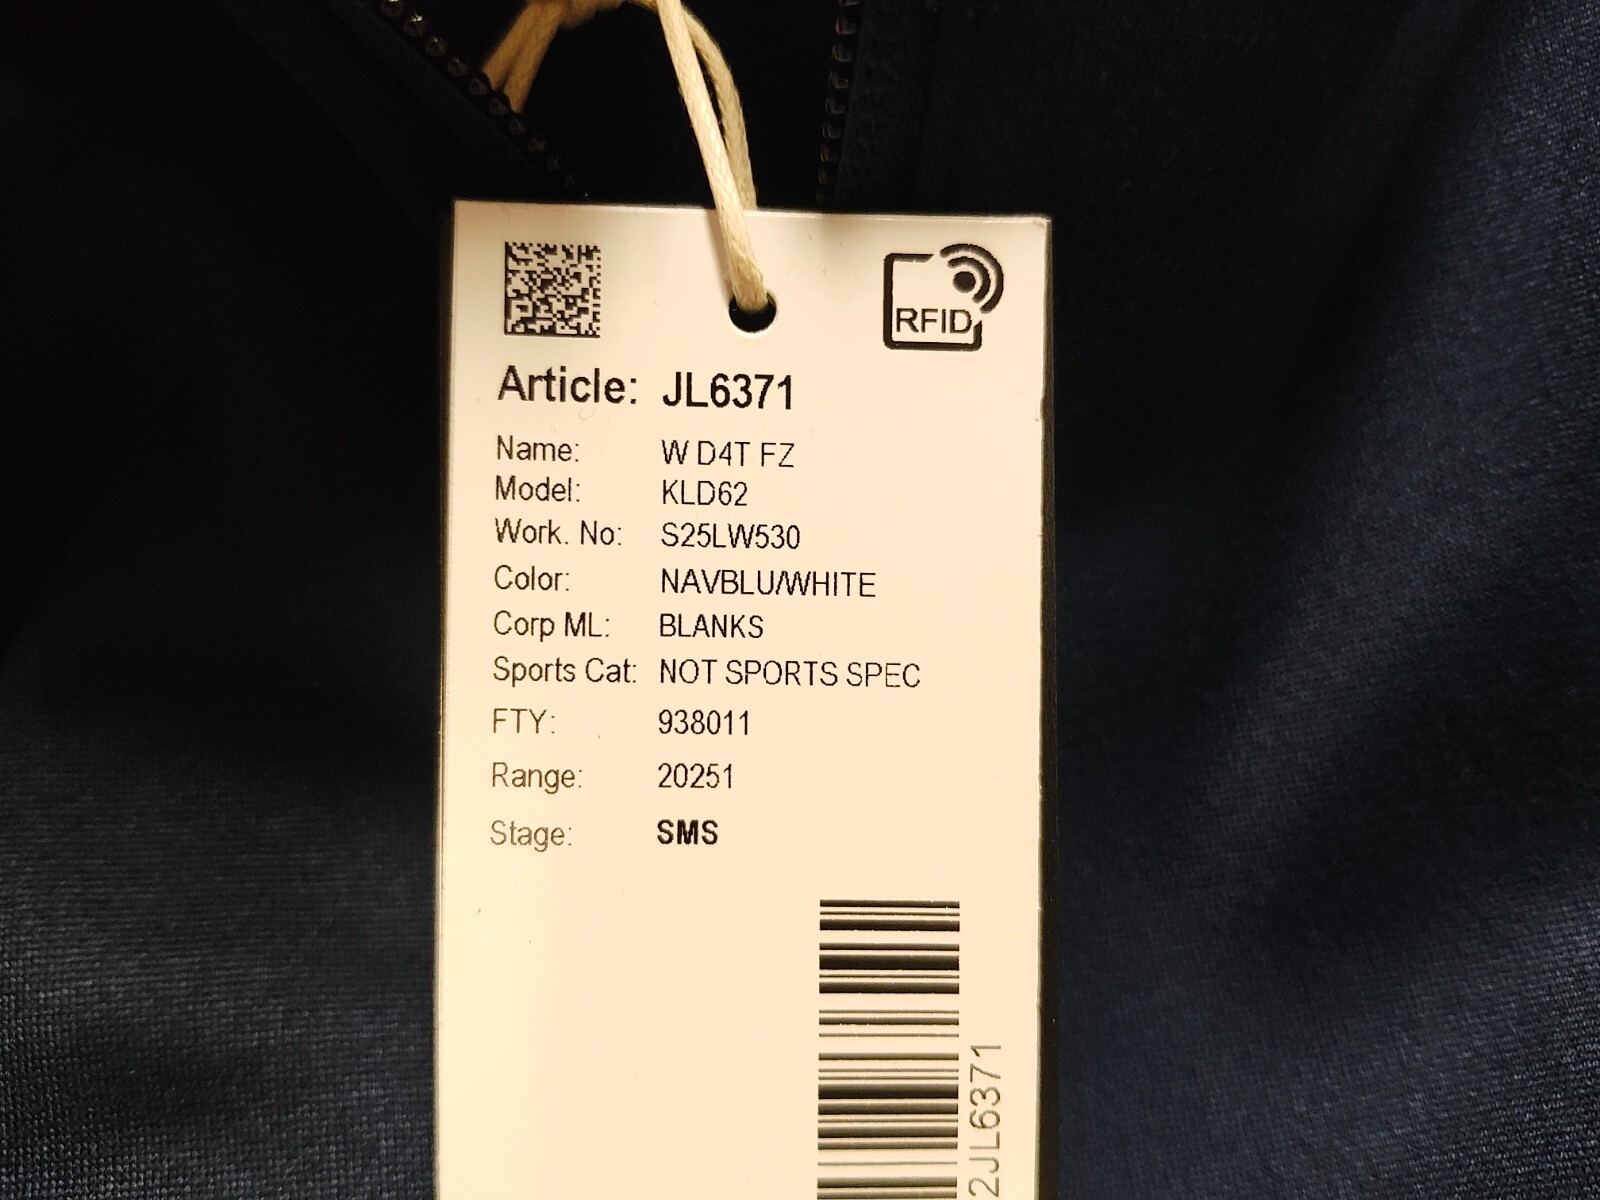 RFID
Article: JL6371
Name: W D4T FZ
Model: KLD62
Work. No: S25LW530
Color: NAVBLU/WHITE
Corp ML: BLANKS
Sports Cat: NOT SPORTS SPEC
FTY: 938011
Range: 20251
Stage: SMS
2JL6371